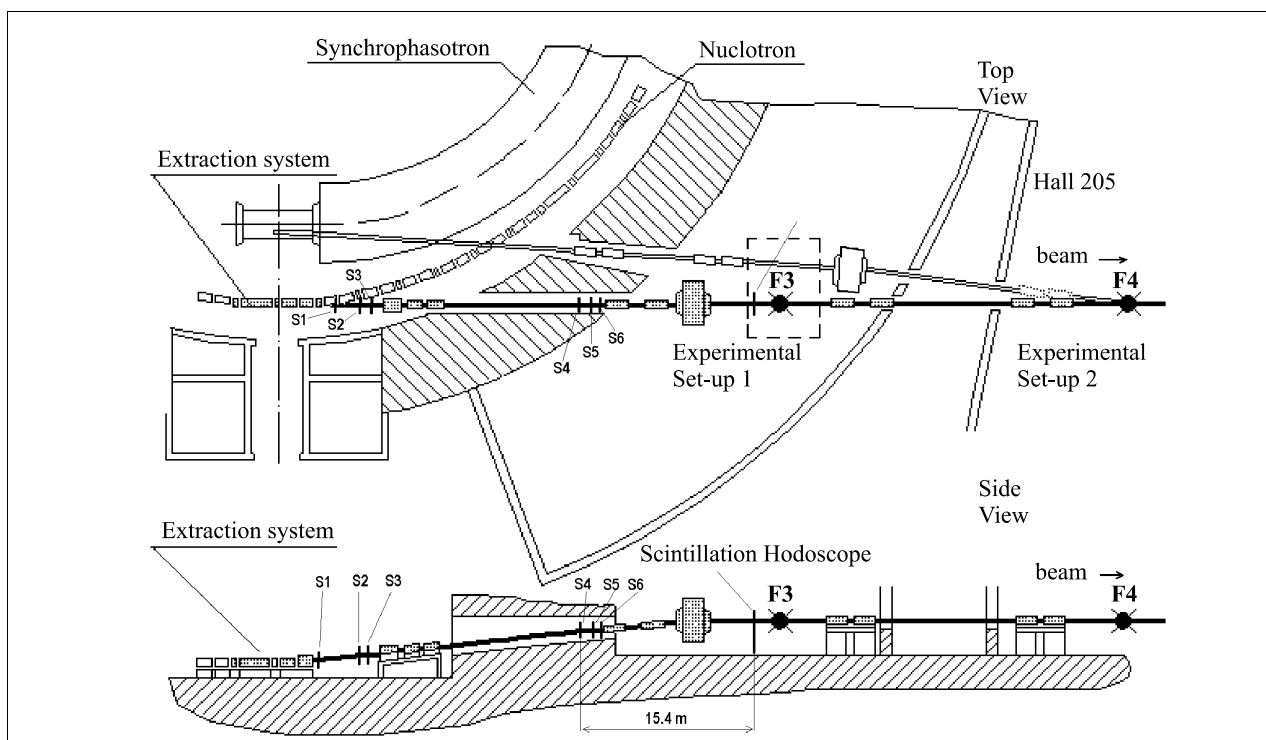 Synchrophasotron
Nuclotron
Top
View
Extraction system
Hall 205
beam →
S3
F3
F4
S1
S2
S6
S5
S4
Experimental
Set-up 1
Experimental
Set-up 2
Side
View
Extraction system
Scintillation Hodoscope
S1
S2
S3
S4
S5
S6
beam →
F3
F4
15.4 m